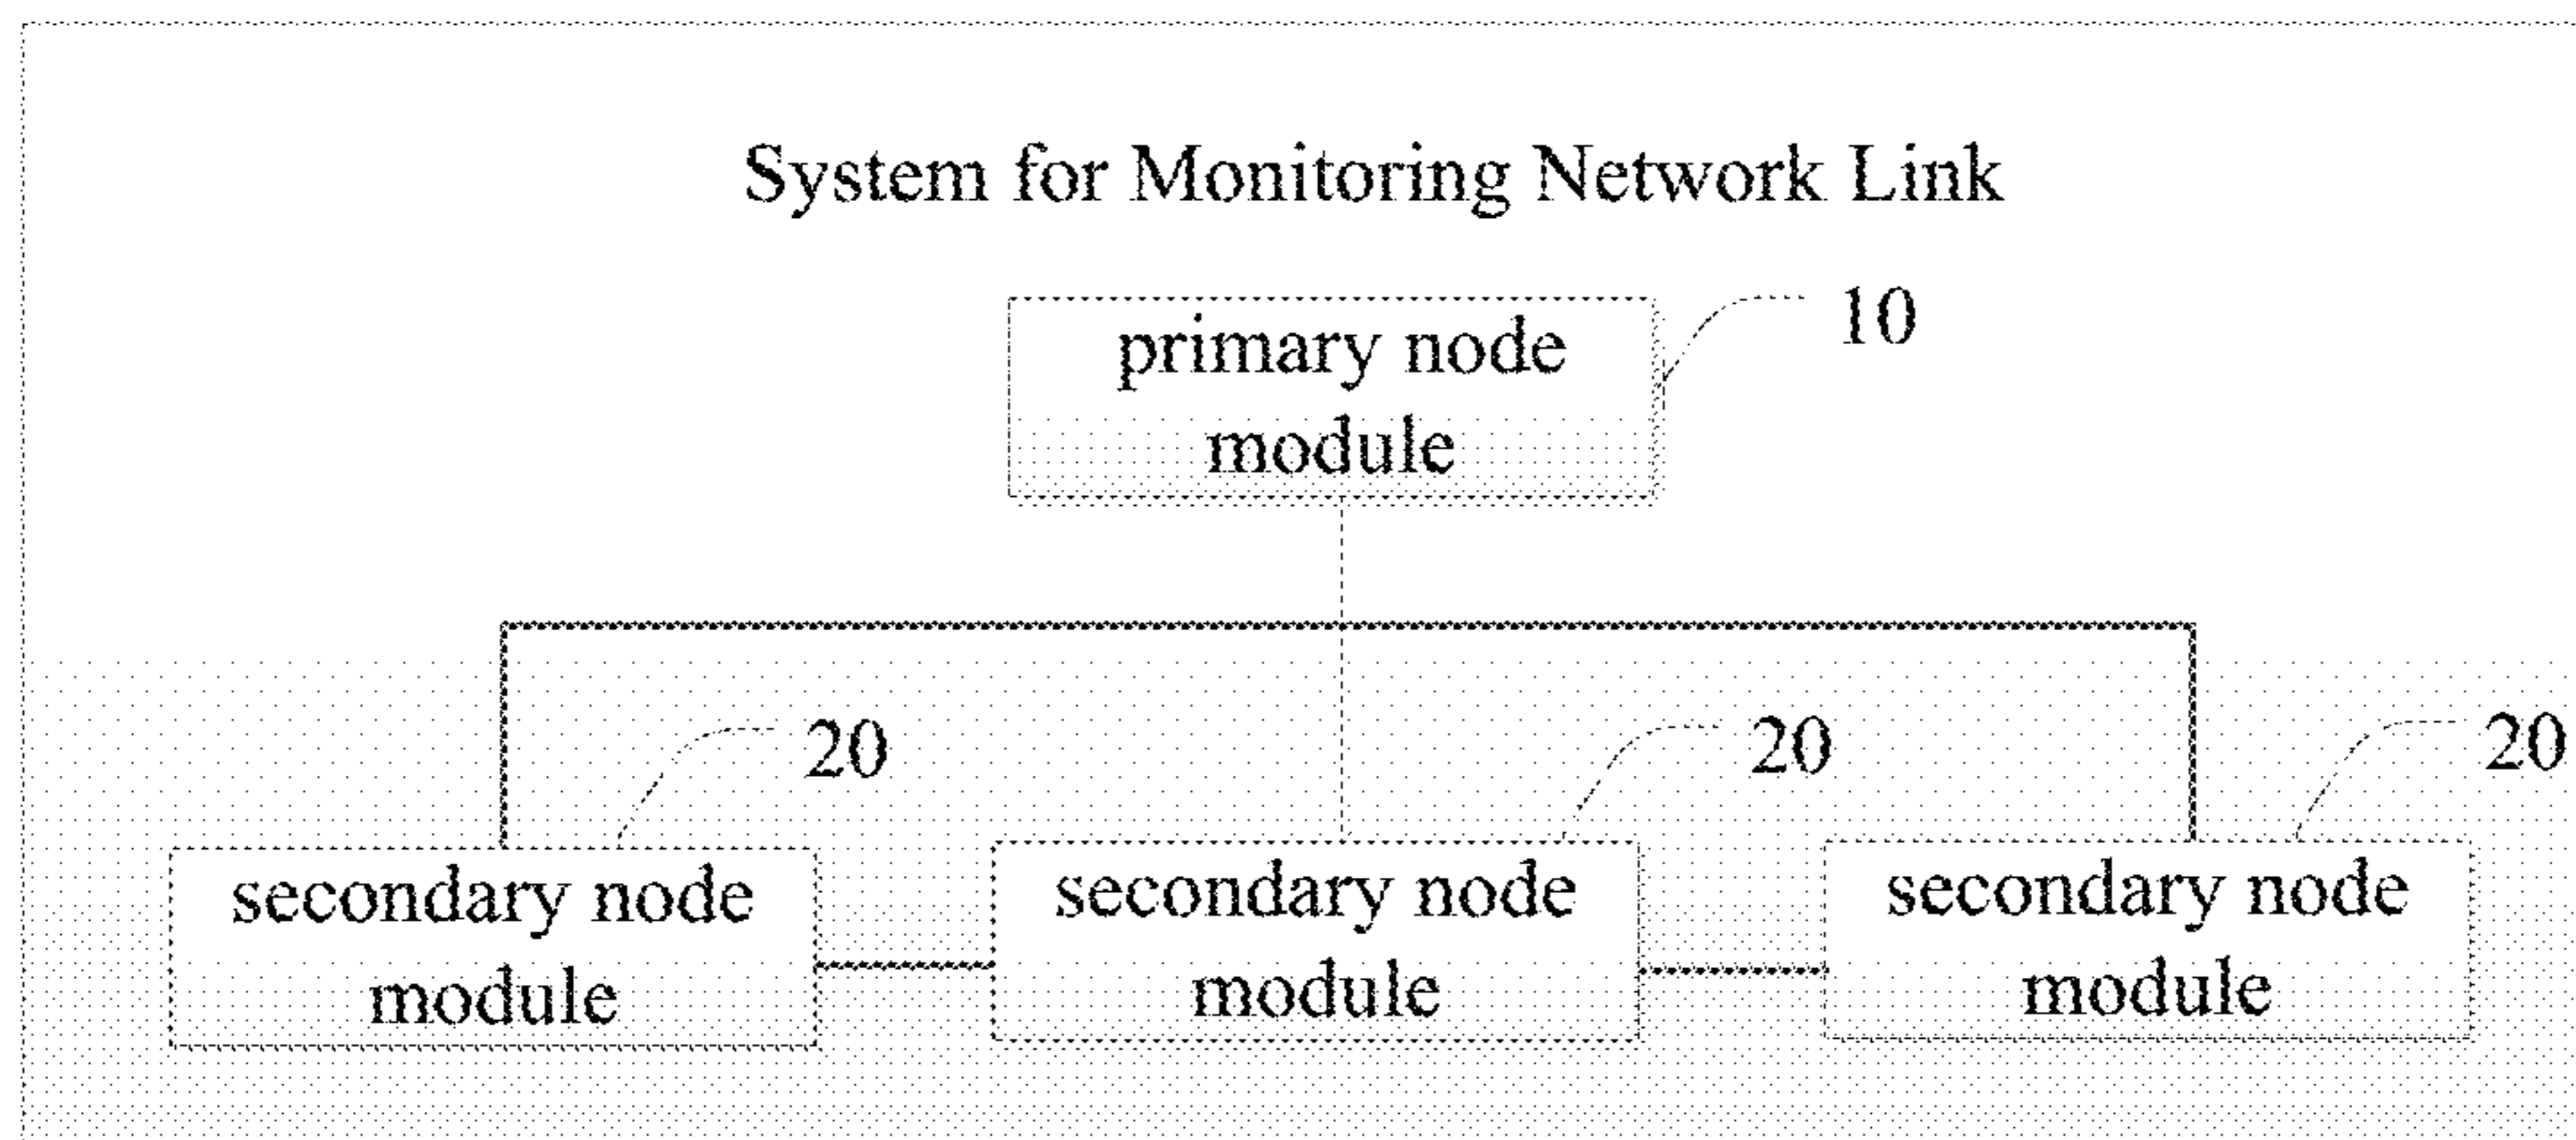 System for Monitoring Network Link
primary node
module
10
20
20
20
secondary node
module
secondary node
module
secondary node
module